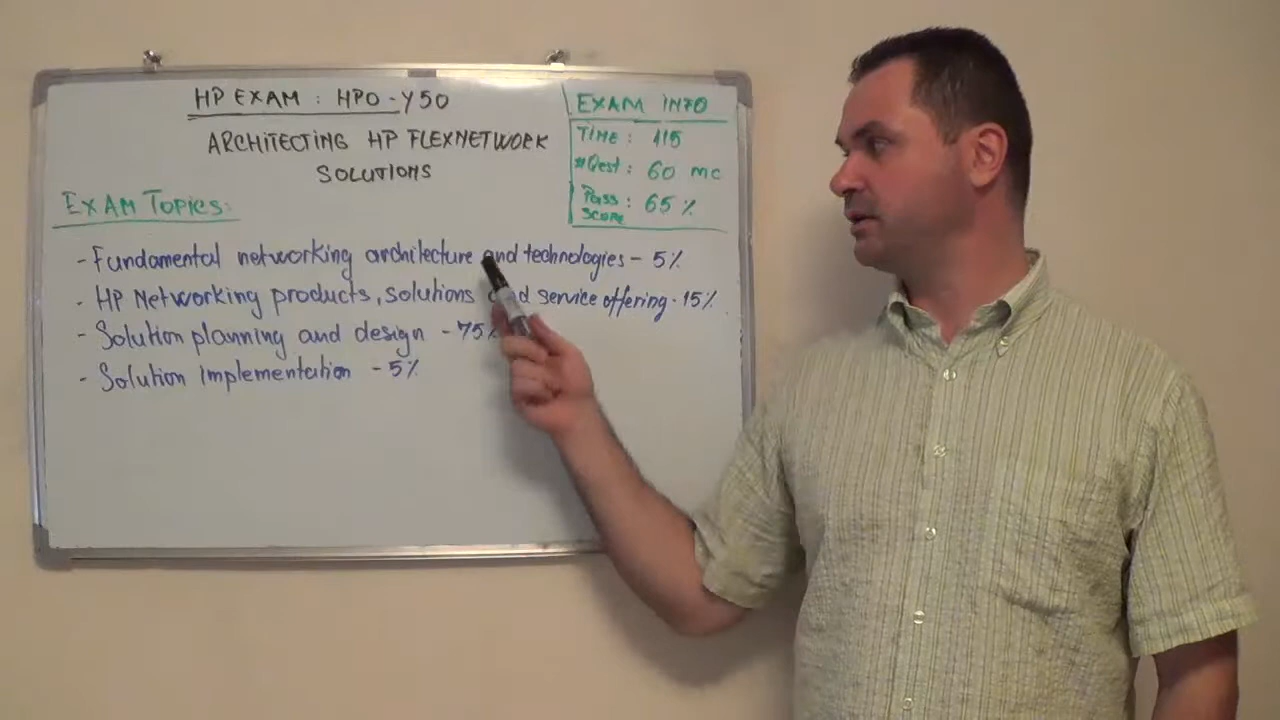 HP EXAM : HPO-Y50
ARCHITECTING HP FLEXNETWORK
SOLUTIONS
EXAM INFO
TIME : 115
#Qest : 60 mc
Pass SCORE : 65 %
EXAM TOPICS:
- Fundamental networking architecture and technologies - 5%
- HP Networking products, solutions and service offering - 15%
- Solution planning and design - 75%
- Solution implementation - 5%